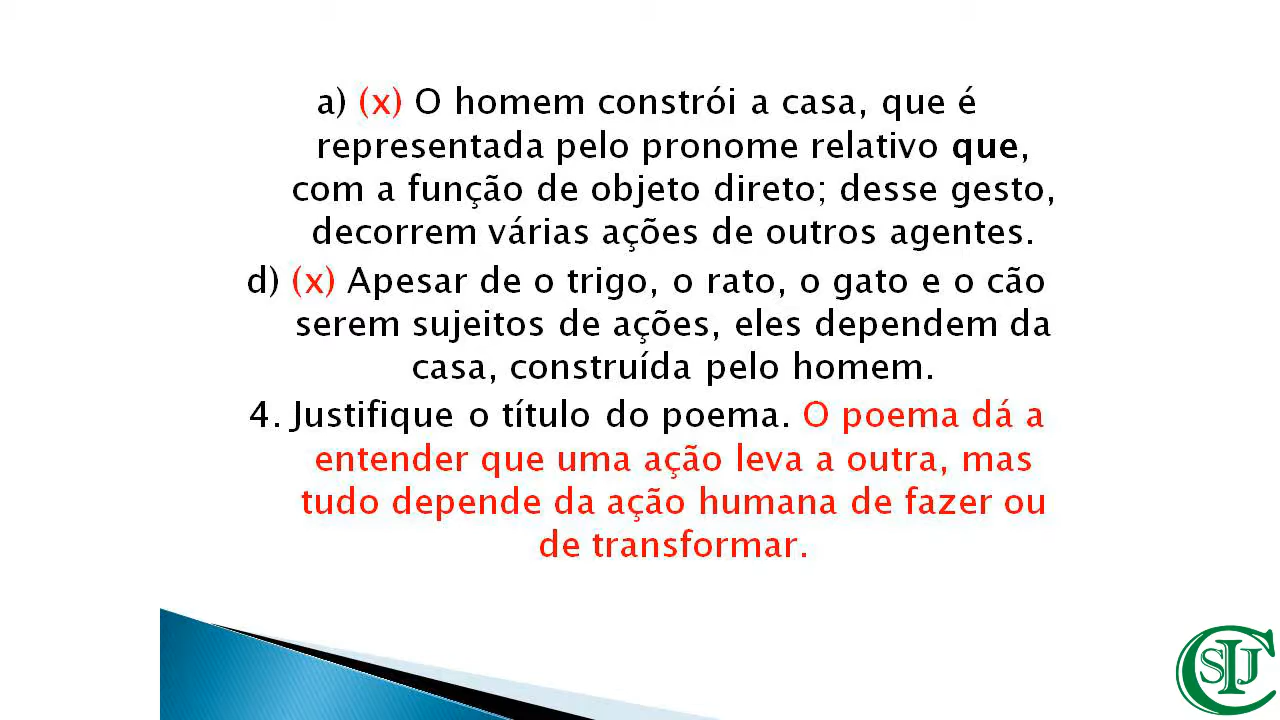 a) (x) O homem constrói a casa, que é
representada pelo pronome relativo que,
com a função de objeto direto; desse gesto,
decorrem várias ações de outros agentes.
d) (x) Apesar de o trigo, o rato, o gato e o cão
serem sujeitos de ações, eles dependem da
casa, construída pelo homem.
4. Justifique o título do poema. O poema dá a
entender que uma ação leva a outra, mas
tudo depende da ação humana de fazer ou
de transformar.
CSIJ